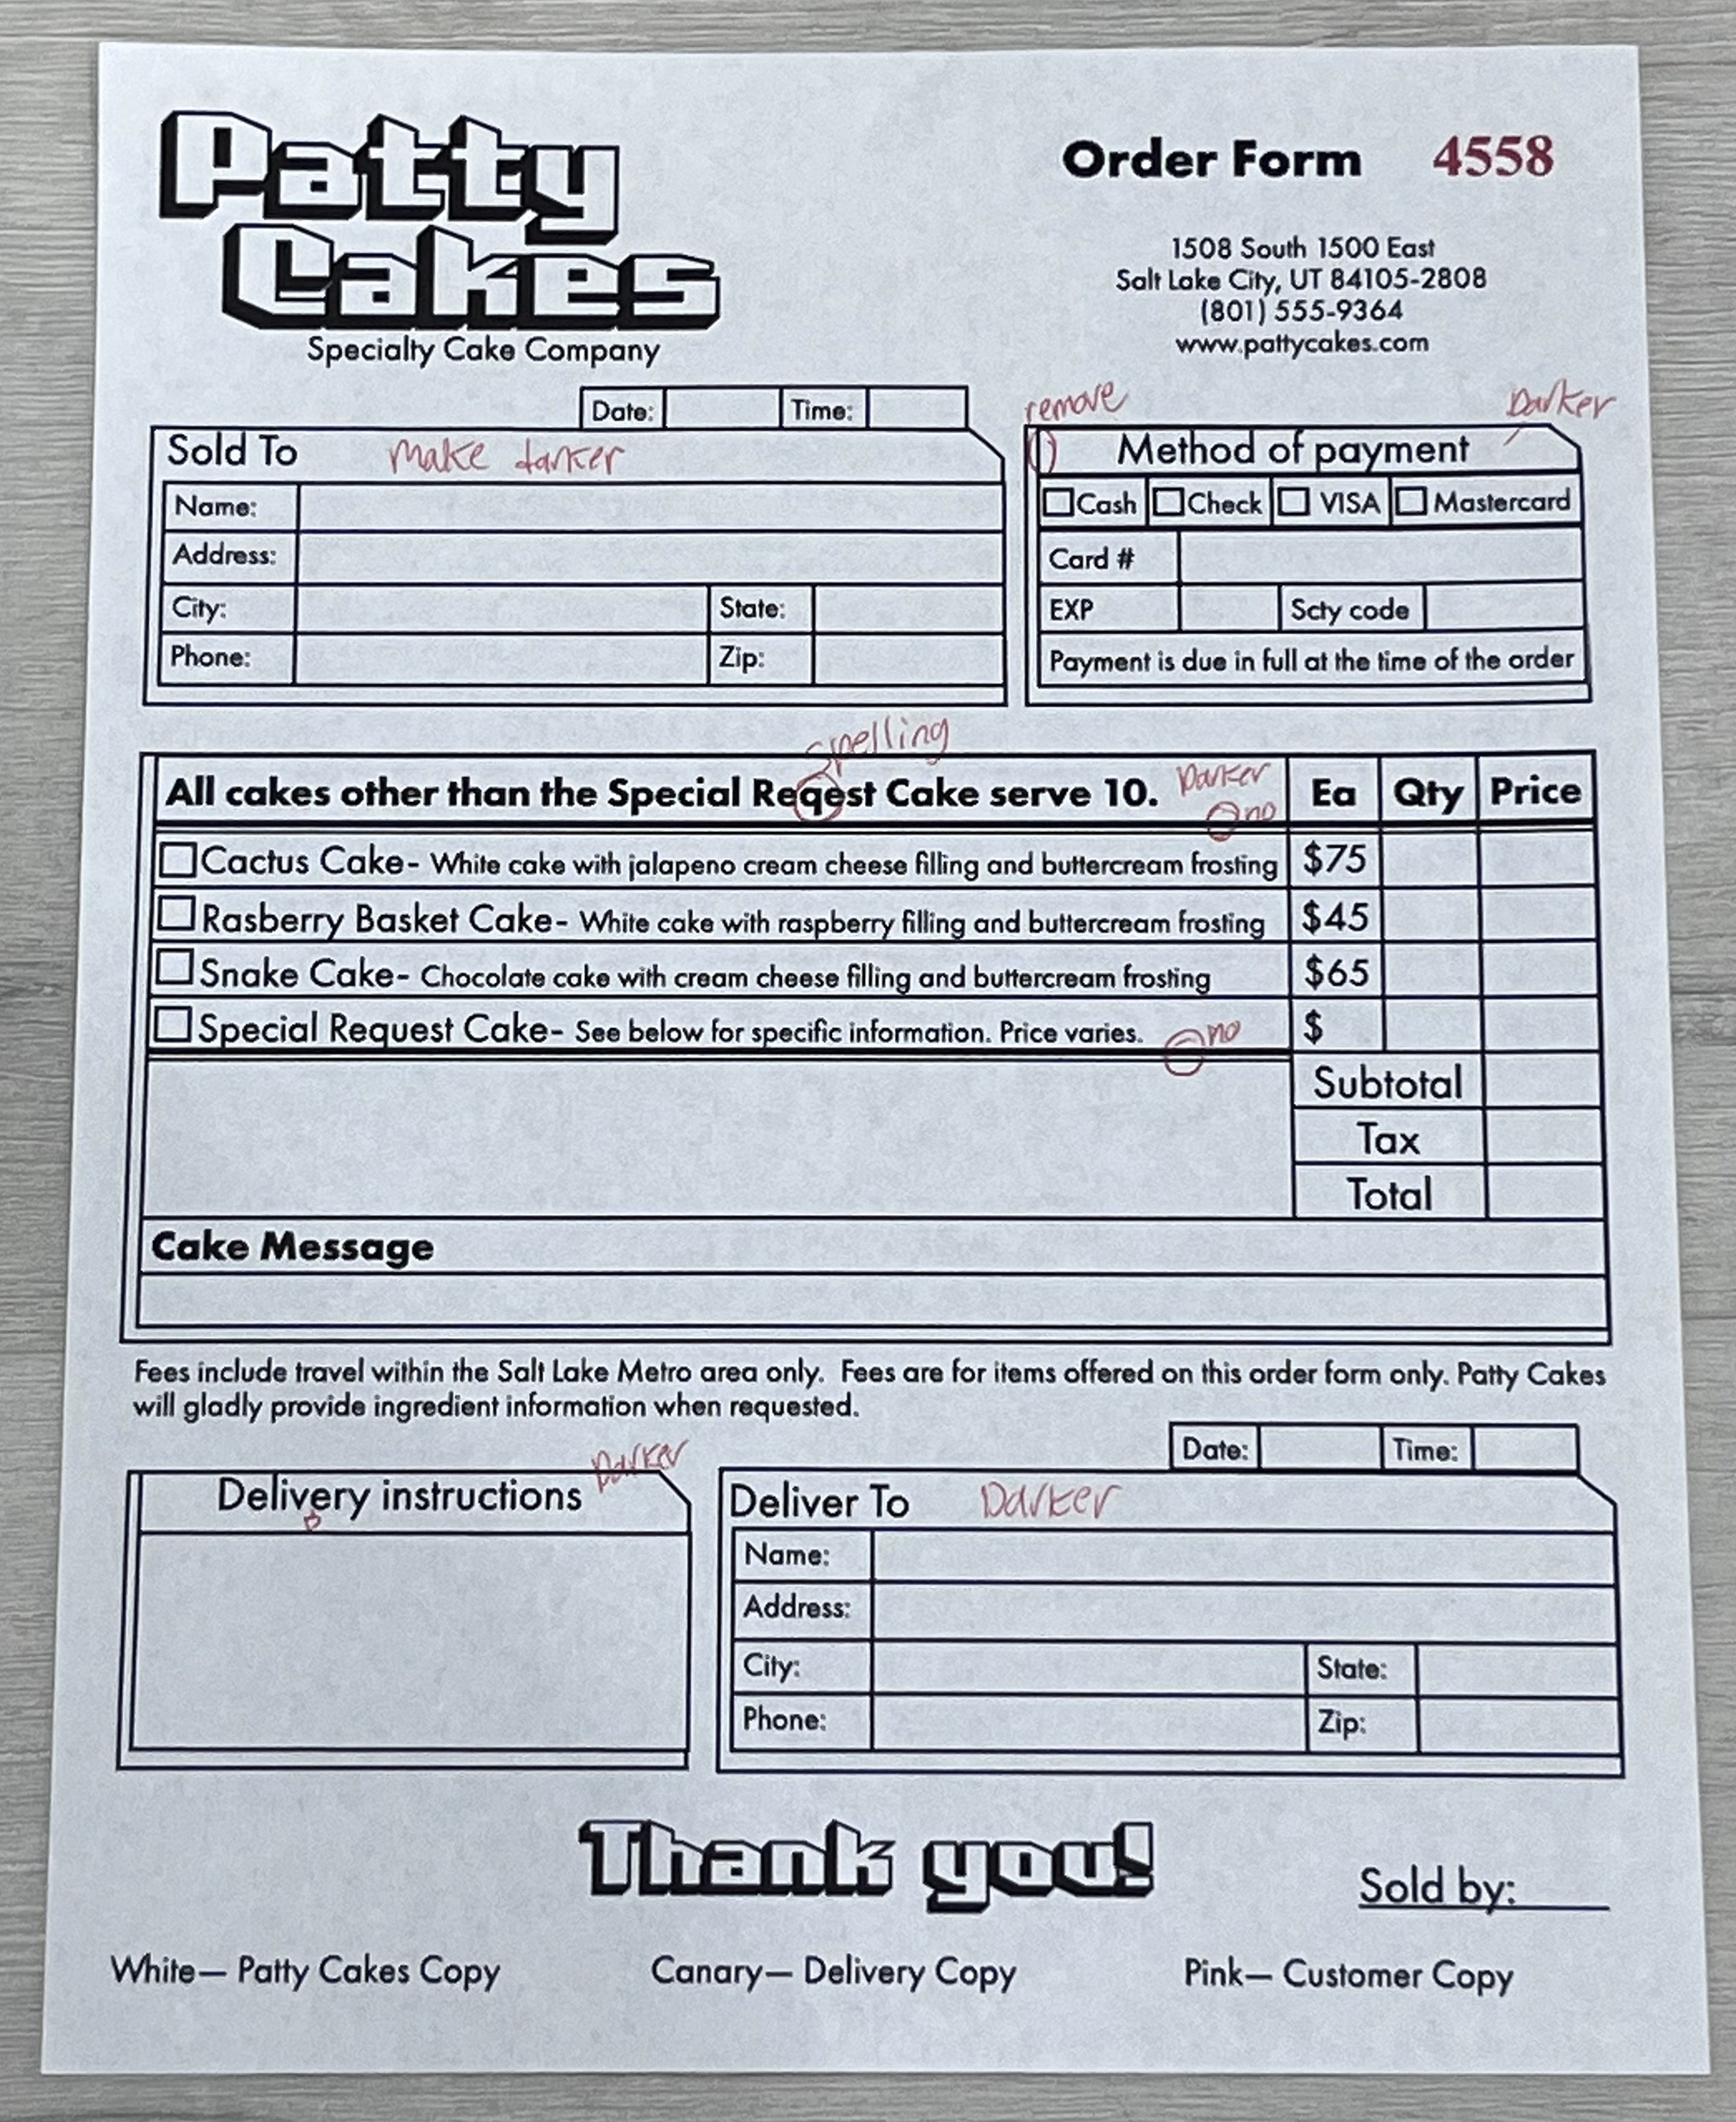 Patty
Cakes
Specialty Cake Company
Order Form 4558
1508 South 1500 East
Salt Lake City, UT 84105-2808
(801) 555-9364
www.pattycakes.com
Date: Time:
Sold To make darker
Name:
Address:
City: State:
Phone: Zip:
remove Darker
Method of payment
Cash Check VISA Mastercard
Card #
EXP Scty code
Payment is due in full at the time of the order
Spelling
All cakes other than the Special Reqest Cake serve 10. Darker Ea Qty Price
no
Cactus Cake- White cake with jalapeno cream cheese filling and buttercream frosting $75
Rasberry Basket Cake- White cake with raspberry filling and buttercream frosting $45
Snake Cake- Chocolate cake with cream cheese filling and buttercream frosting $65
Special Request Cake- See below for specific information. Price varies. no $
Subtotal
Tax
Total
Cake Message
Fees include travel within the Salt Lake Metro area only. Fees are for items offered on this order form only. Patty Cakes
will gladly provide ingredient information when requested.
Darker
Delivery instructions
Date: Time:
Deliver To Darker
Name:
Address:
City: State:
Phone: Zip:
Thank you!
Sold by:
White— Patty Cakes Copy Canary— Delivery Copy Pink— Customer Copy